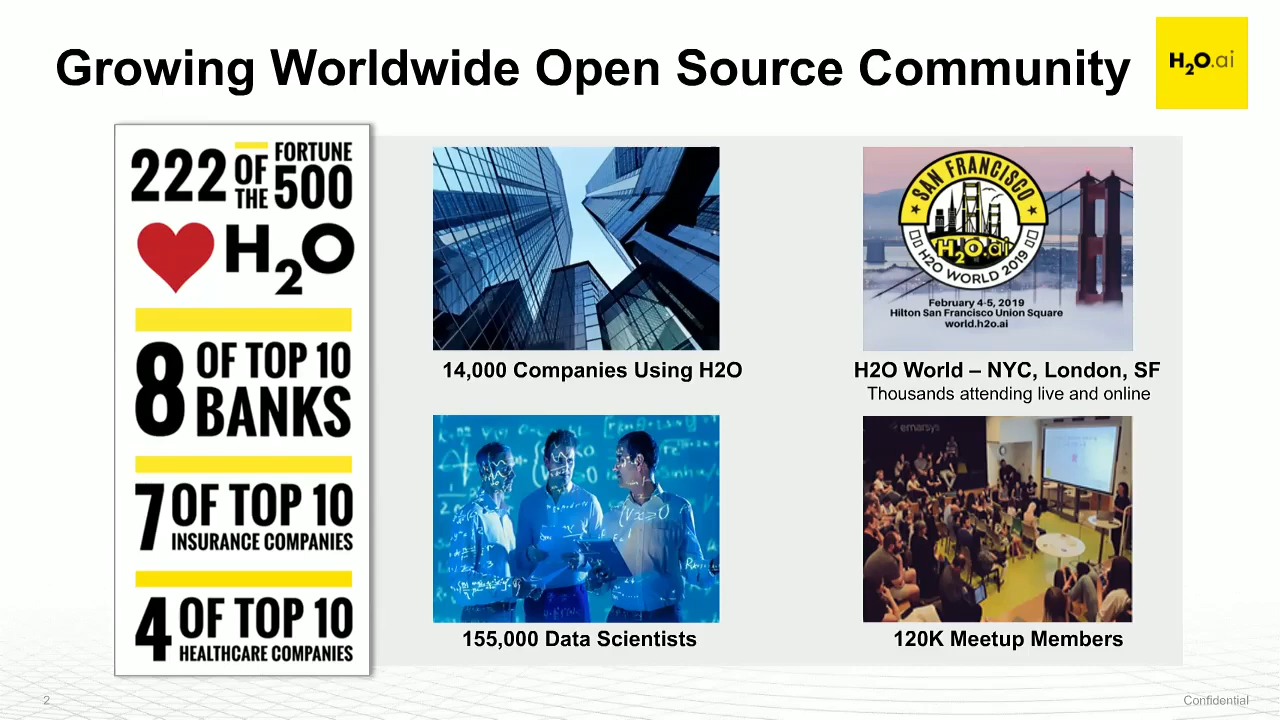 Growing Worldwide Open Source Community
H2O.ai
222 OF THE FORTUNE 500
H2O
8 OF TOP 10
BANKS
7 OF TOP 10
INSURANCE COMPANIES
4 OF TOP 10
HEALTHCARE COMPANIES
SAN FRANCISCO
H2O.ai
H2O WORLD 2019
February 4-5, 2019
Hilton San Francisco Union Square
world.h2o.ai
14,000 Companies Using H2O
H2O World – NYC, London, SF
Thousands attending live and online
emarsys
155,000 Data Scientists
120K Meetup Members
2
Confidential